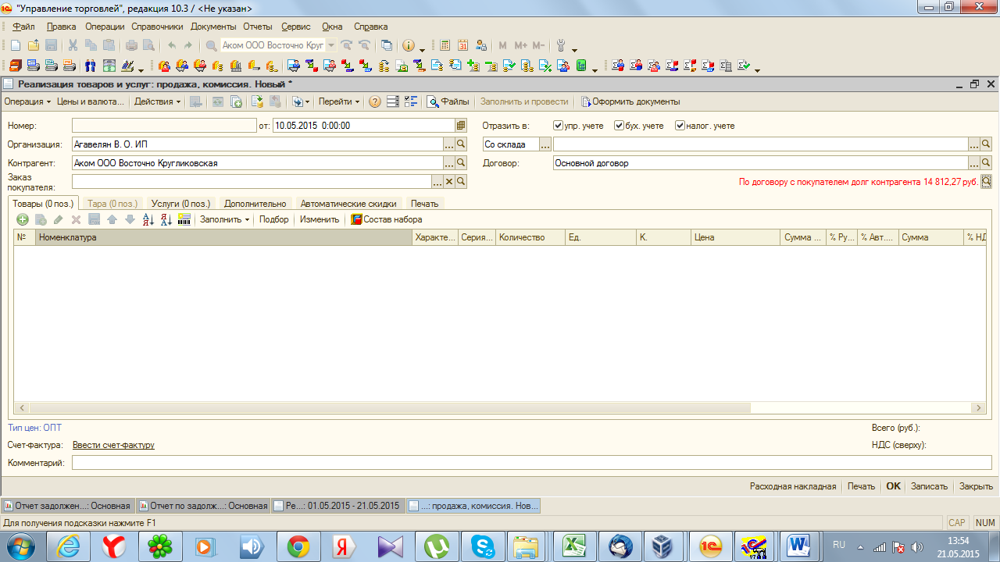 "Управление торговлей", редакция 10.3 / <Не указан>
Файл Правка Операции Справочники Документы Отчеты Сервис Окна Справка
Аком ООО Восточно Круг M M+ M-
Реализация товаров и услуг: продажа, комиссия. Новый *
Операция Цены и валюта... Действия Перейти Файлы Заполнить и провести Оформить документы
Номер: от: 10.05.2015 0:00:00 Отразить в: упр. учете бух. учете налог. учете
Организация: Агавелян В. О. ИП Со склада
Контрагент: Аком ООО Восточно Кругликовская Договор: Основной договор
Заказ
покупателя: По договору с покупателем долг контрагента 14 812,27 руб.
Товары (0 поз.) Тара (0 поз.) Услуги (0 поз.) Дополнительно Автоматические скидки Печать
Заполнить Подбор Изменить Состав набора
№ Номенклатура Характе... Серия... Количество Ед. К. Цена Сумма ... % Ру... % Авт.... Сумма % НД
Тип цен: ОПТ Всего (руб.):
Счет-фактура: Ввести счет-фактуру НДС (сверху):
Комментарий:
Расходная накладная Печать OK Записать Закрыть
Отчет задолжен...: Основная Отчет по задолж...: Основная Ре...: 01.05.2015 - 21.05.2015 ...: продажа, комиссия. Нов...
Для получения подсказки нажмите F1 CAP NUM
RU 13:54
21.05.2015